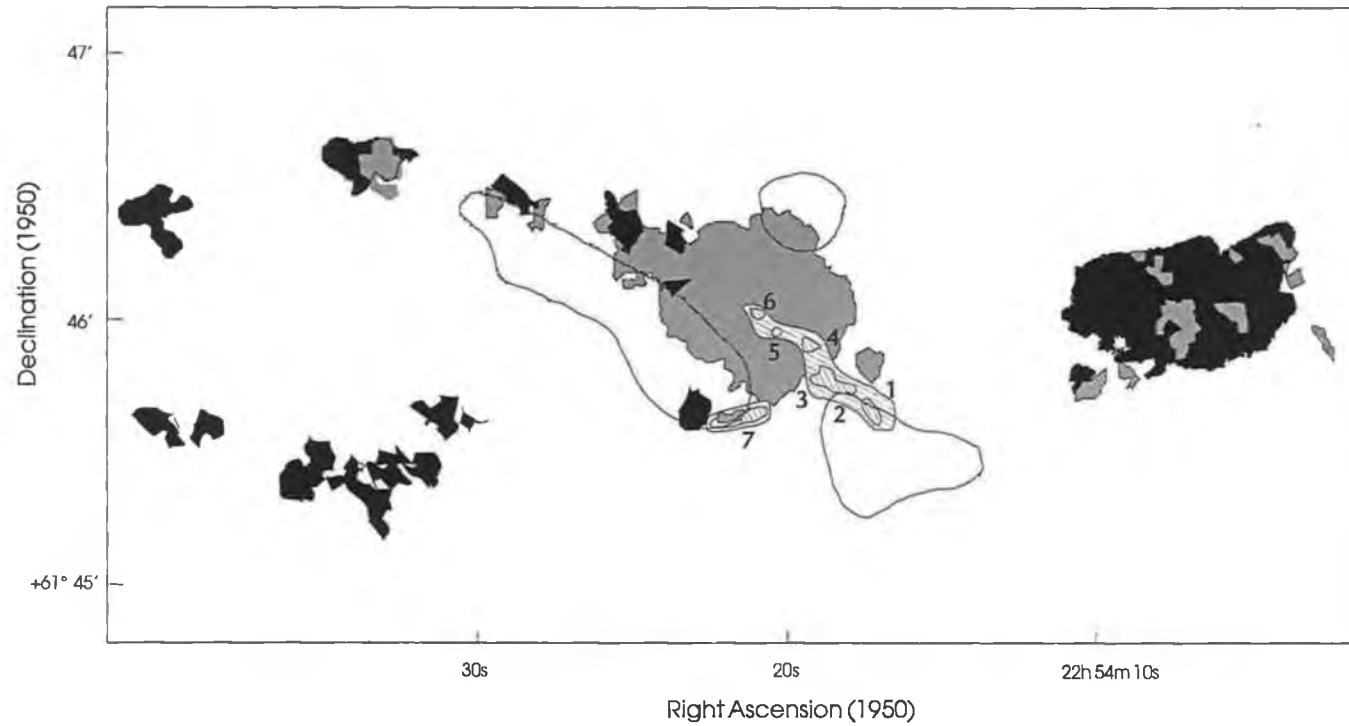 47′
46′
+61° 45′
Declination (1950)
6
5
4
3
2
1
7
30s
20s
22h 54m 10s
Right Ascension (1950)